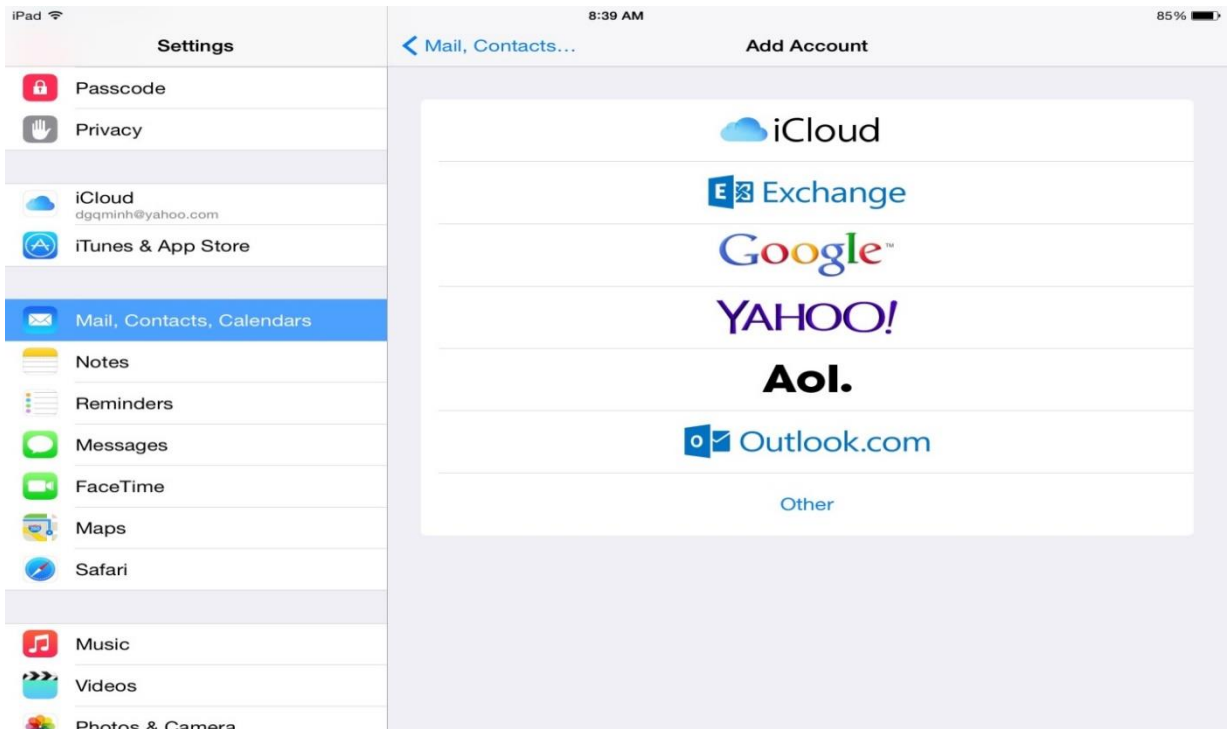 iPad 8:39 AM 85%
Settings
Passcode
Privacy
iCloud
dgqminh@yahoo.com
iTunes & App Store
Mail, Contacts, Calendars
Notes
Reminders
Messages
FaceTime
Maps
Safari
Music
Videos
Photos & Camera
Mail, Contacts... Add Account
iCloud
E Exchange
Google™
YAHOO!
Aol.
o Outlook.com
Other